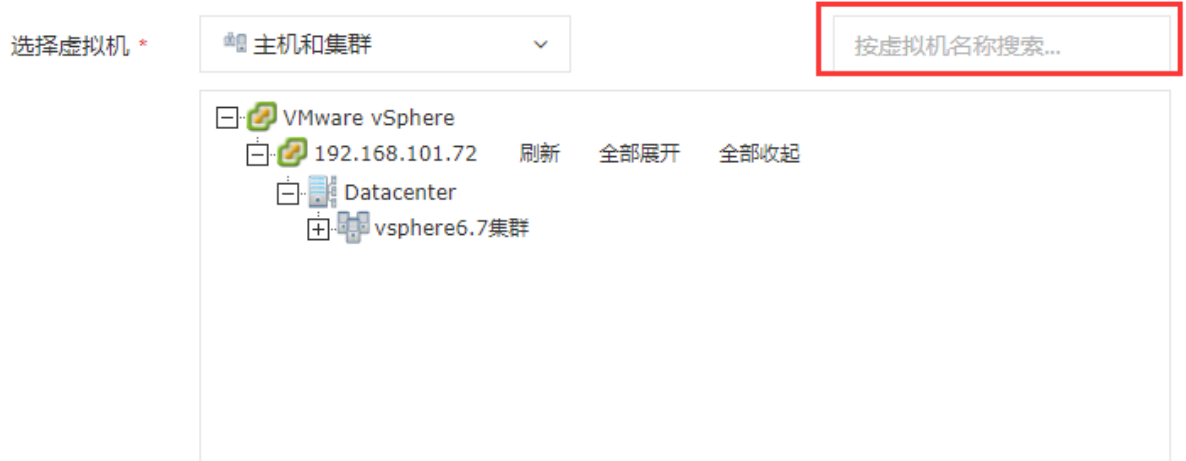 选择虚拟机 * 主机和集群 按虚拟机名称搜索...
VMware vSphere
192.168.101.72 刷新 全部展开 全部收起
Datacenter
vsphere6.7集群